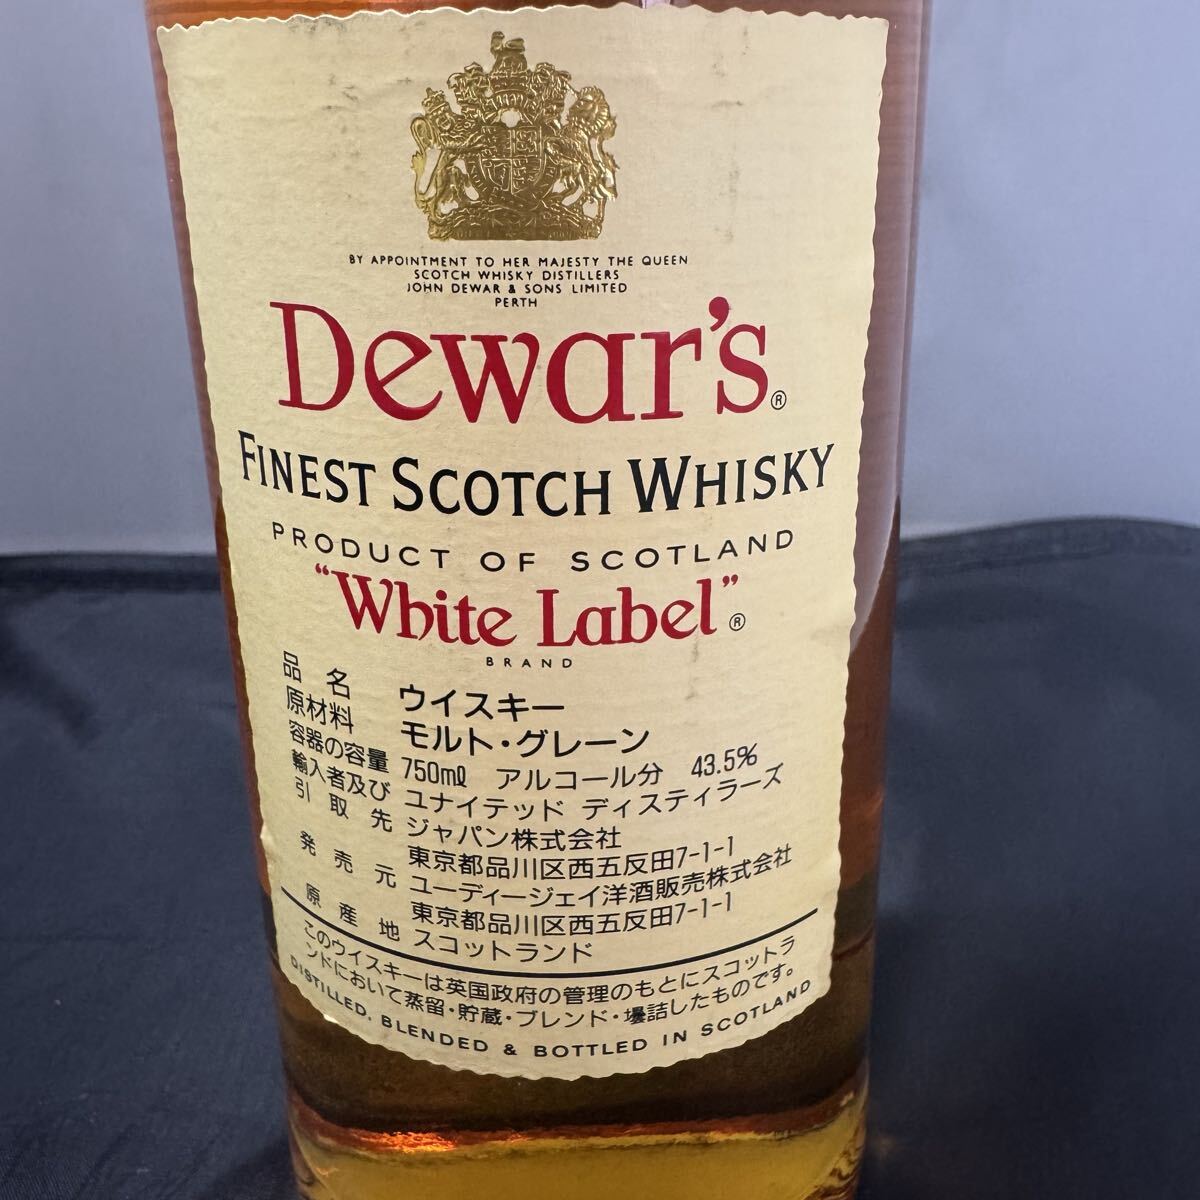 BY APPOINTMENT TO HER MAJESTY THE QUEEN
SCOTCH WHISKY DISTILLERS
JOHN DEWAR & SONS LIMITED
PERTH
Dewar's®
FINEST SCOTCH WHISKY
PRODUCT OF SCOTLAND
"White Label"®
BRAND
品名 ウイスキー
原材料 モルト・グレーン
容器の容量 750mℓ アルコール分 43.5%
輸入者及び ユナイテッド ディスティラーズ
引取先 ジャパン株式会社
東京都品川区西五反田7-1-1
発売元 ユーディージェイ洋酒販売株式会社
東京都品川区西五反田7-1-1
原産地 スコットランド
このウイスキーは英国政府の管理のもとにスコットラ
ンドにおいて蒸留・貯蔵・ブレンド・壜詰したものです。
DISTILLED, BLENDED & BOTTLED IN SCOTLAND